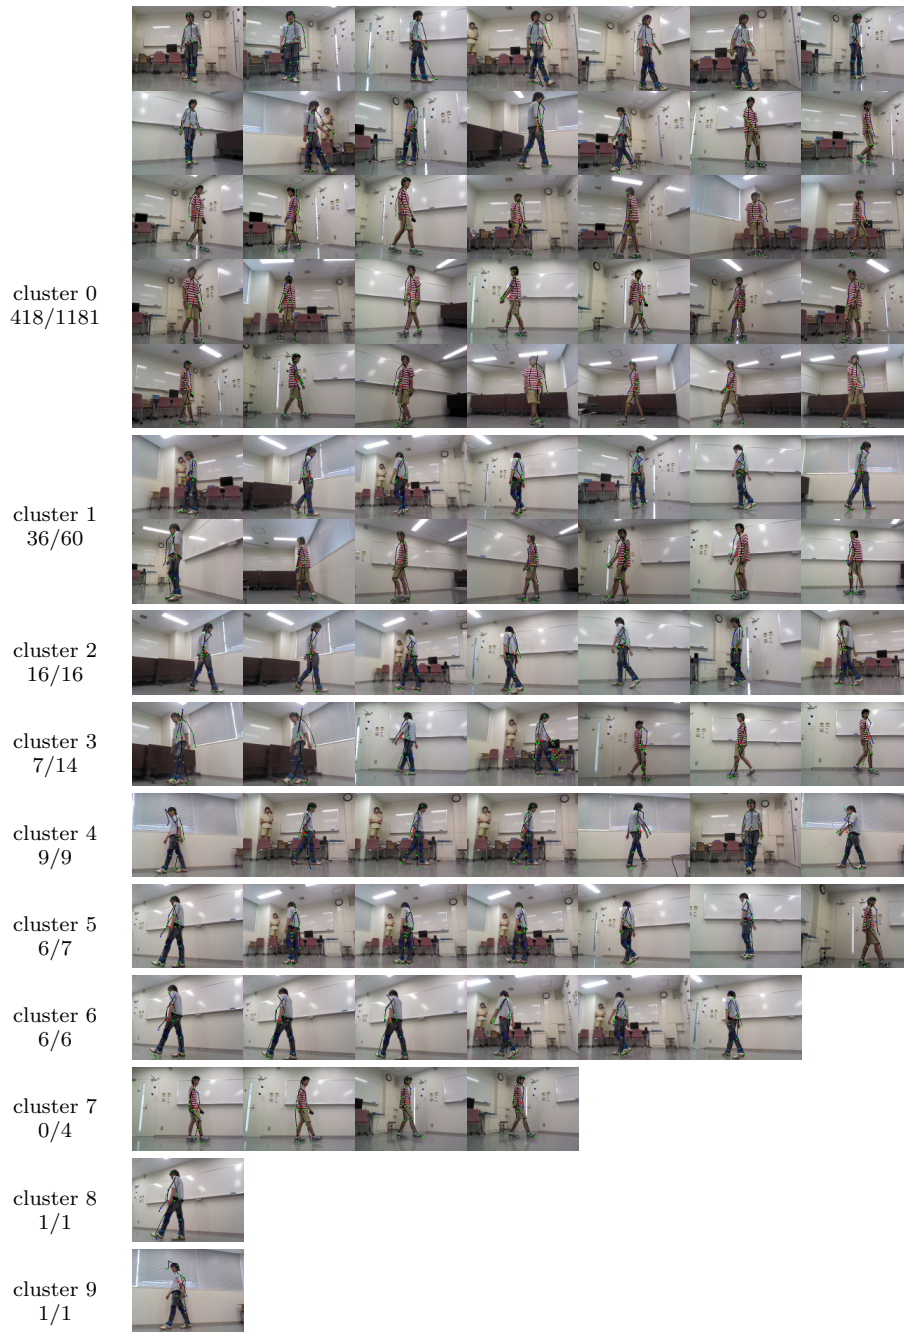 cluster 0
418/1181
cluster 1
36/60
cluster 2
16/16
cluster 3
7/14
cluster 4
9/9
cluster 5
6/7
cluster 6
6/6
cluster 7
0/4
cluster 8
1/1
cluster 9
1/1